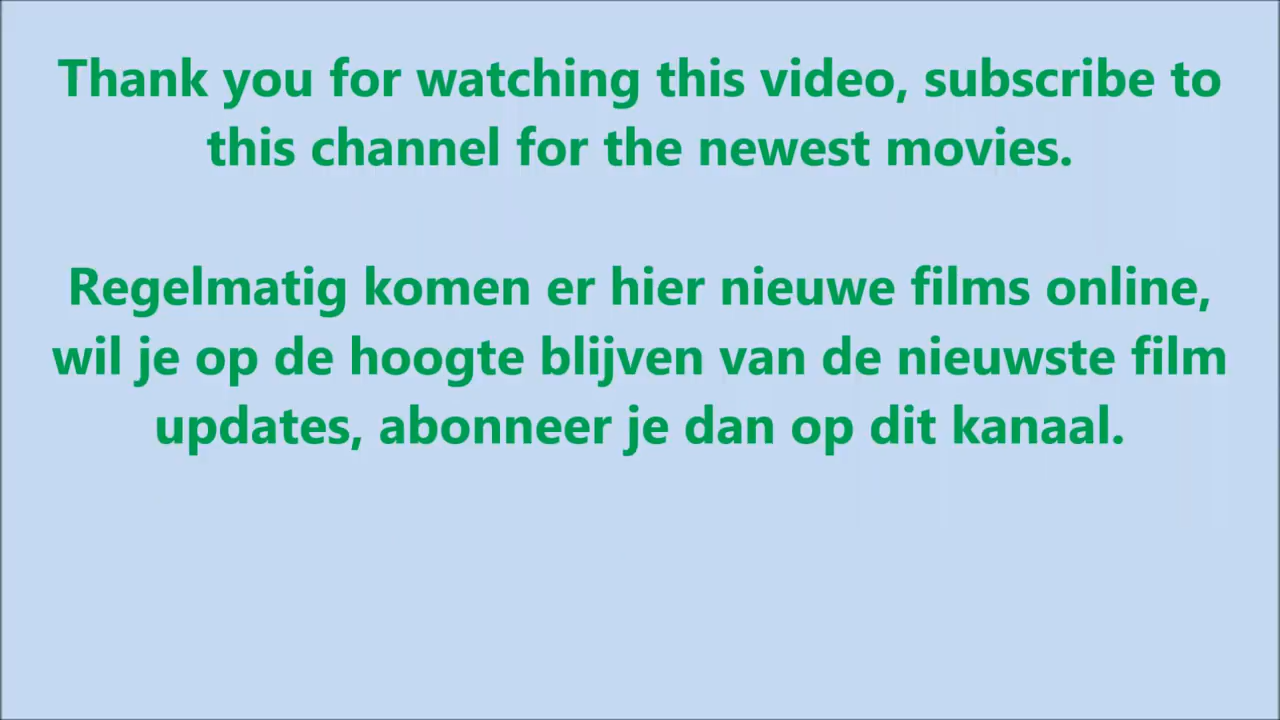 Thank you for watching this video, subscribe to
this channel for the newest movies.
Regelmatig komen er hier nieuwe films online,
wil je op de hoogte blijven van de nieuwste film
updates, abonneer je dan op dit kanaal.